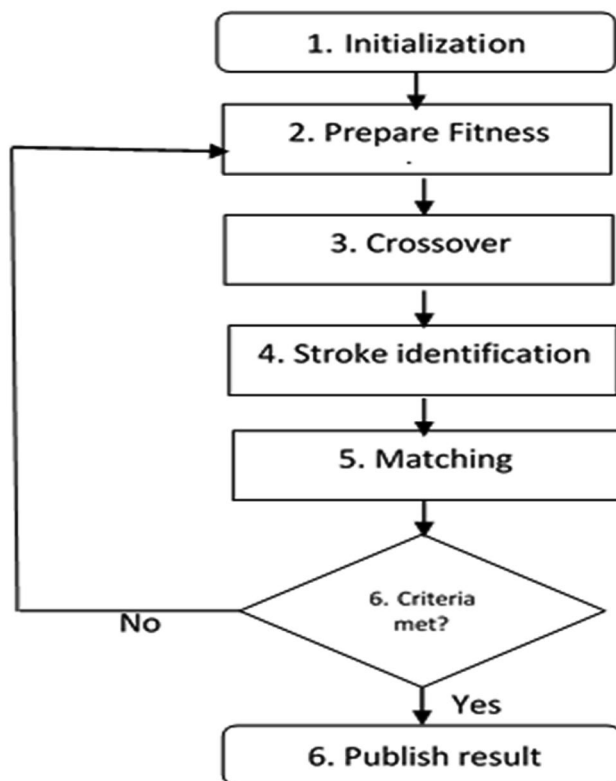 1. Initialization
2. Prepare Fitness
.
3. Crossover
4. Stroke identification
5. Matching
6. Criteria
met?
No
Yes
6. Publish result